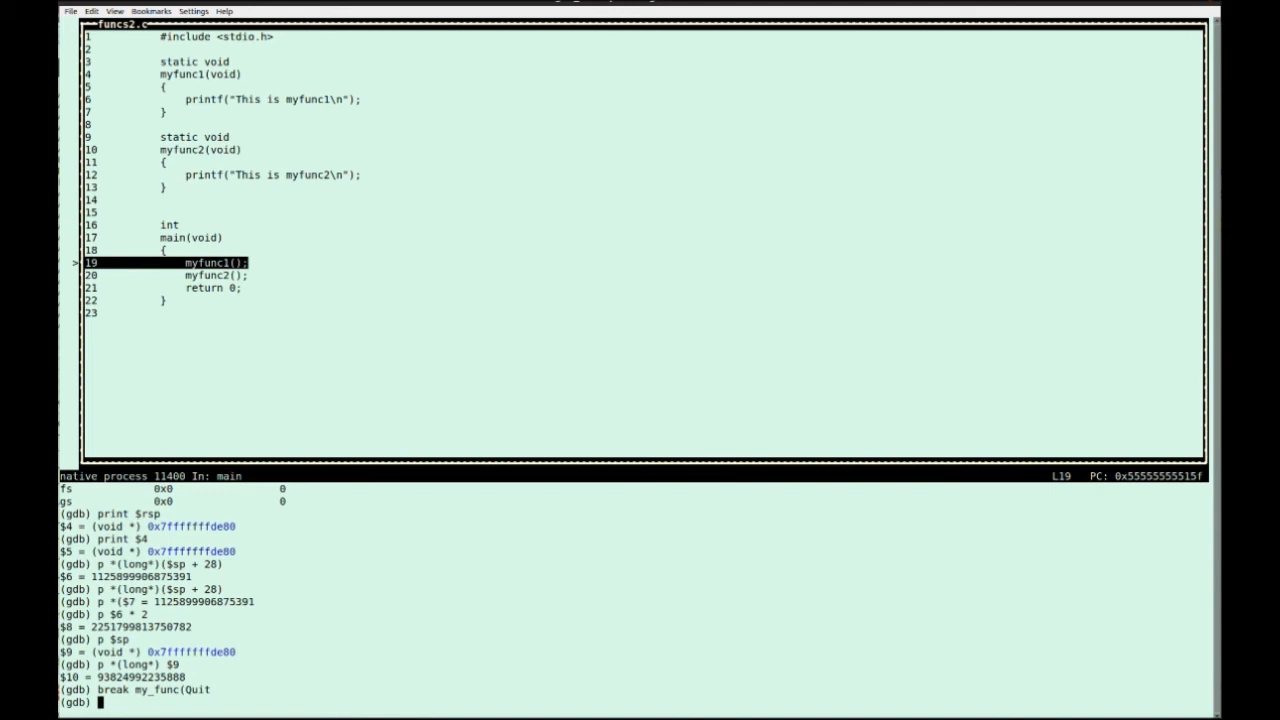 File Edit View Bookmarks Settings Help
funcs2.c
1 #include <stdio.h>
2
3 static void
4 myfunc1(void)
5 {
6 printf("This is myfunc1\n");
7 }
8
9 static void
10 myfunc2(void)
11 {
12 printf("This is myfunc2\n");
13 }
14
15
16 int
17 main(void)
18 {
>19 myfunc1();
20 myfunc2();
21 return 0;
22 }
23
native process 11400 In: main L19 PC: 0x55555555515f
fs 0x0 0
gs 0x0 0
(gdb) print $rsp
$4 = (void *) 0x7fffffffde80
(gdb) print $4
$5 = (void *) 0x7fffffffde80
(gdb) p *(long*)($sp + 28)
$6 = 1125899906875391
(gdb) p *(long*)($sp + 28)
(gdb) p *($7 = 1125899906875391
(gdb) p $6 * 2
$8 = 2251799813750782
(gdb) p $sp
$9 = (void *) 0x7fffffffde80
(gdb) p *(long*) $9
$10 = 93824992235888
(gdb) break my_func(Quit
(gdb)